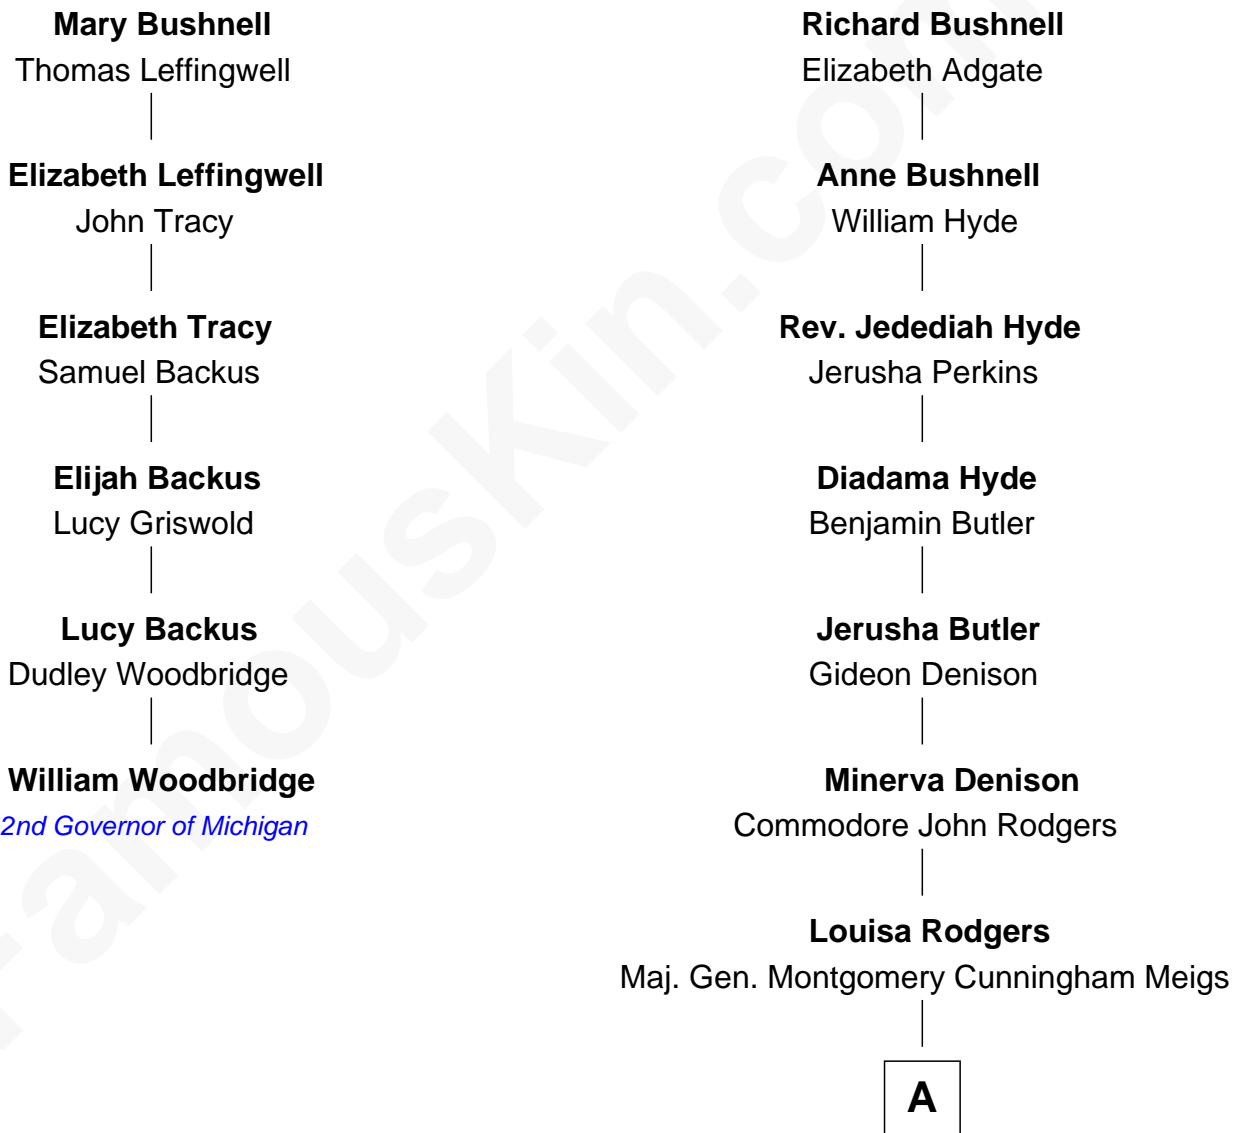 Mary Bushnell
Thomas Leffingwell
Elizabeth Leffingwell
John Tracy
Elizabeth Tracy
Samuel Backus
Elijah Backus
Lucy Griswold
Lucy Backus
Dudley Woodbridge
William Woodbridge
2nd Governor of Michigan
Richard Bushnell
Elizabeth Adgate
Anne Bushnell
William Hyde
Rev. Jedediah Hyde
Jerusha Perkins
Diadama Hyde
Benjamin Butler
Jerusha Butler
Gideon Denison
Minerva Denison
Commodore John Rodgers
Louisa Rodgers
Maj. Gen. Montgomery Cunningham Meigs
A
FamousKin.com